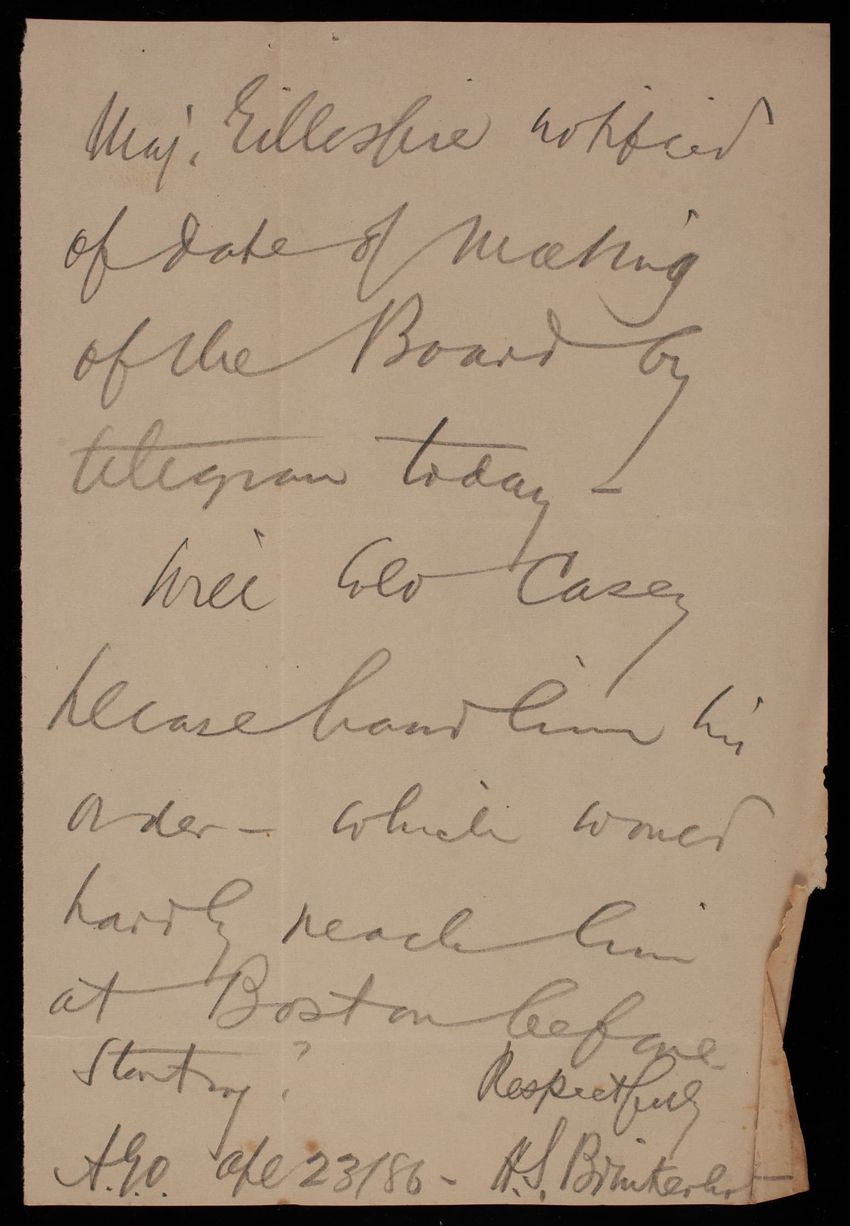 Maj. Gillespie notified
of date of Meeting
of the Board by
telegram today -
Will Col Casey
please hand him his
order - which would
hardly reach him
at Boston before
Starting? Respectfully
A.G.O. Apl 23/86 - H.S. Brinkerhoff